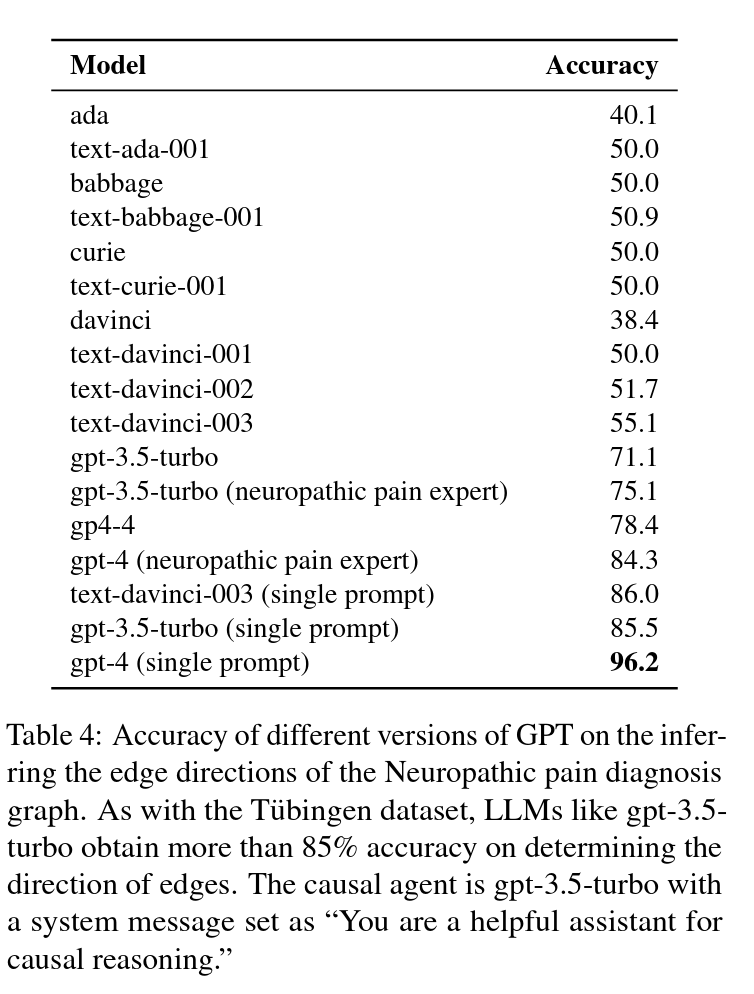 Model Accuracy
ada 40.1
text-ada-001 50.0
babbage 50.0
text-babbage-001 50.9
curie 50.0
text-curie-001 50.0
davinci 38.4
text-davinci-001 50.0
text-davinci-002 51.7
text-davinci-003 55.1
gpt-3.5-turbo 71.1
gpt-3.5-turbo (neuropathic pain expert) 75.1
gp4-4 78.4
gpt-4 (neuropathic pain expert) 84.3
text-davinci-003 (single prompt) 86.0
gpt-3.5-turbo (single prompt) 85.5
gpt-4 (single prompt) 96.2
Table 4: Accuracy of different versions of GPT on the infer-
ring the edge directions of the Neuropathic pain diagnosis
graph. As with the Tübingen dataset, LLMs like gpt-3.5-
turbo obtain more than 85% accuracy on determining the
direction of edges. The causal agent is gpt-3.5-turbo with
a system message set as “You are a helpful assistant for
causal reasoning.”